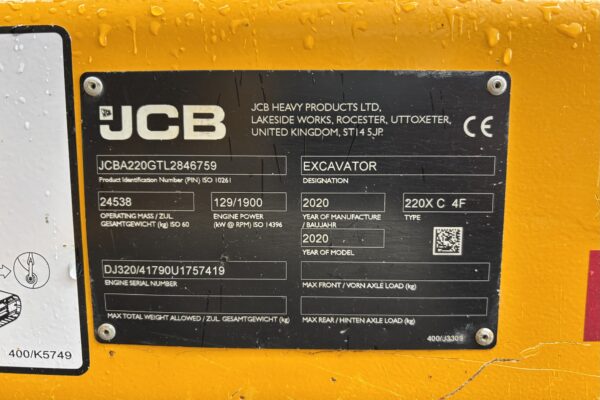 JCB
JCB HEAVY PRODUCTS LTD,
LAKESIDE WORKS, ROCESTER, UTTOXETER,
UNITED KINGDOM, ST14 5JP.
CE
JCBA220GTL2846759
Product Identification Number (PIN) ISO 10261
EXCAVATOR
DESIGNATION
24538
OPERATING MASS / ZUL.
GESAMTGEWICHT (kg) ISO 60
129/1900
ENGINE POWER
(kW @ RPM) ISO 14396
2020
YEAR OF MANUFACTURE
/ BAUJAHR
220X C 4F
TYPE
2020
YEAR OF MODEL
DJ320/41790U1757419
ENGINE SERIAL NUMBER
MAX FRONT / VORN AXLE LOAD (kg)
MAX TOTAL WEIGHT ALLOWED / ZUL. GESAMTGEWICHT (kg)
MAX REAR / HINTEN AXLE LOAD (kg)
400/J3305
400/K5749